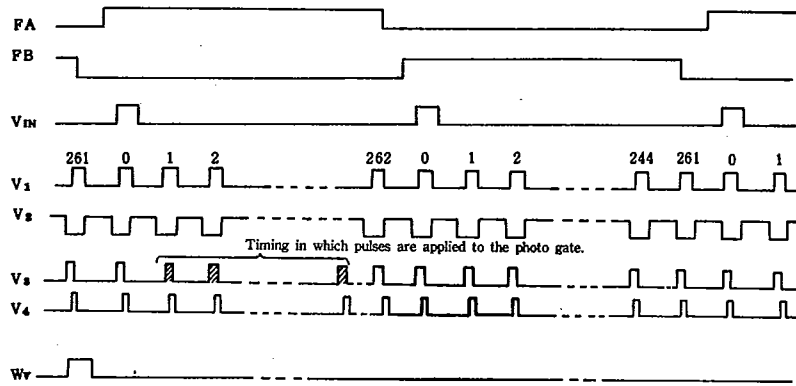 FA
FB
VIN
261 0 1 2 262 0 1 2 244 261 0 1
V1
V2
Timing in which pulses are applied to the photo gate.
V3
V4
WV